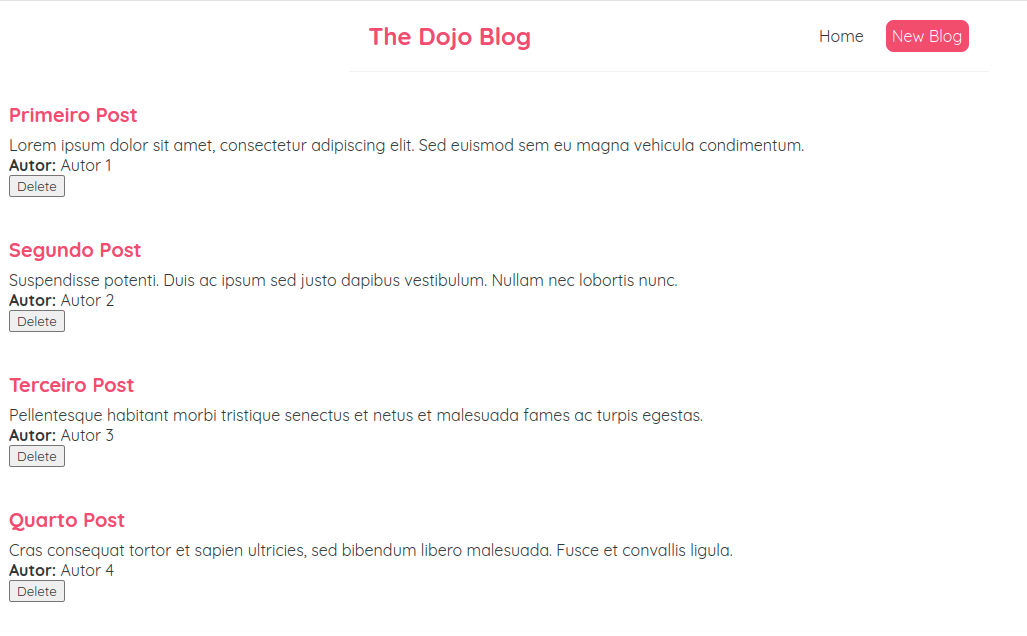 The Dojo Blog
Home
New Blog
Primeiro Post
Lorem ipsum dolor sit amet, consectetur adipiscing elit. Sed euismod sem eu magna vehicula condimentum.
Autor: Autor 1
Delete
Segundo Post
Suspendisse potenti. Duis ac ipsum sed justo dapibus vestibulum. Nullam nec lobortis nunc.
Autor: Autor 2
Delete
Terceiro Post
Pellentesque habitant morbi tristique senectus et netus et malesuada fames ac turpis egestas.
Autor: Autor 3
Delete
Quarto Post
Cras consequat tortor et sapien ultricies, sed bibendum libero malesuada. Fusce et convallis ligula.
Autor: Autor 4
Delete